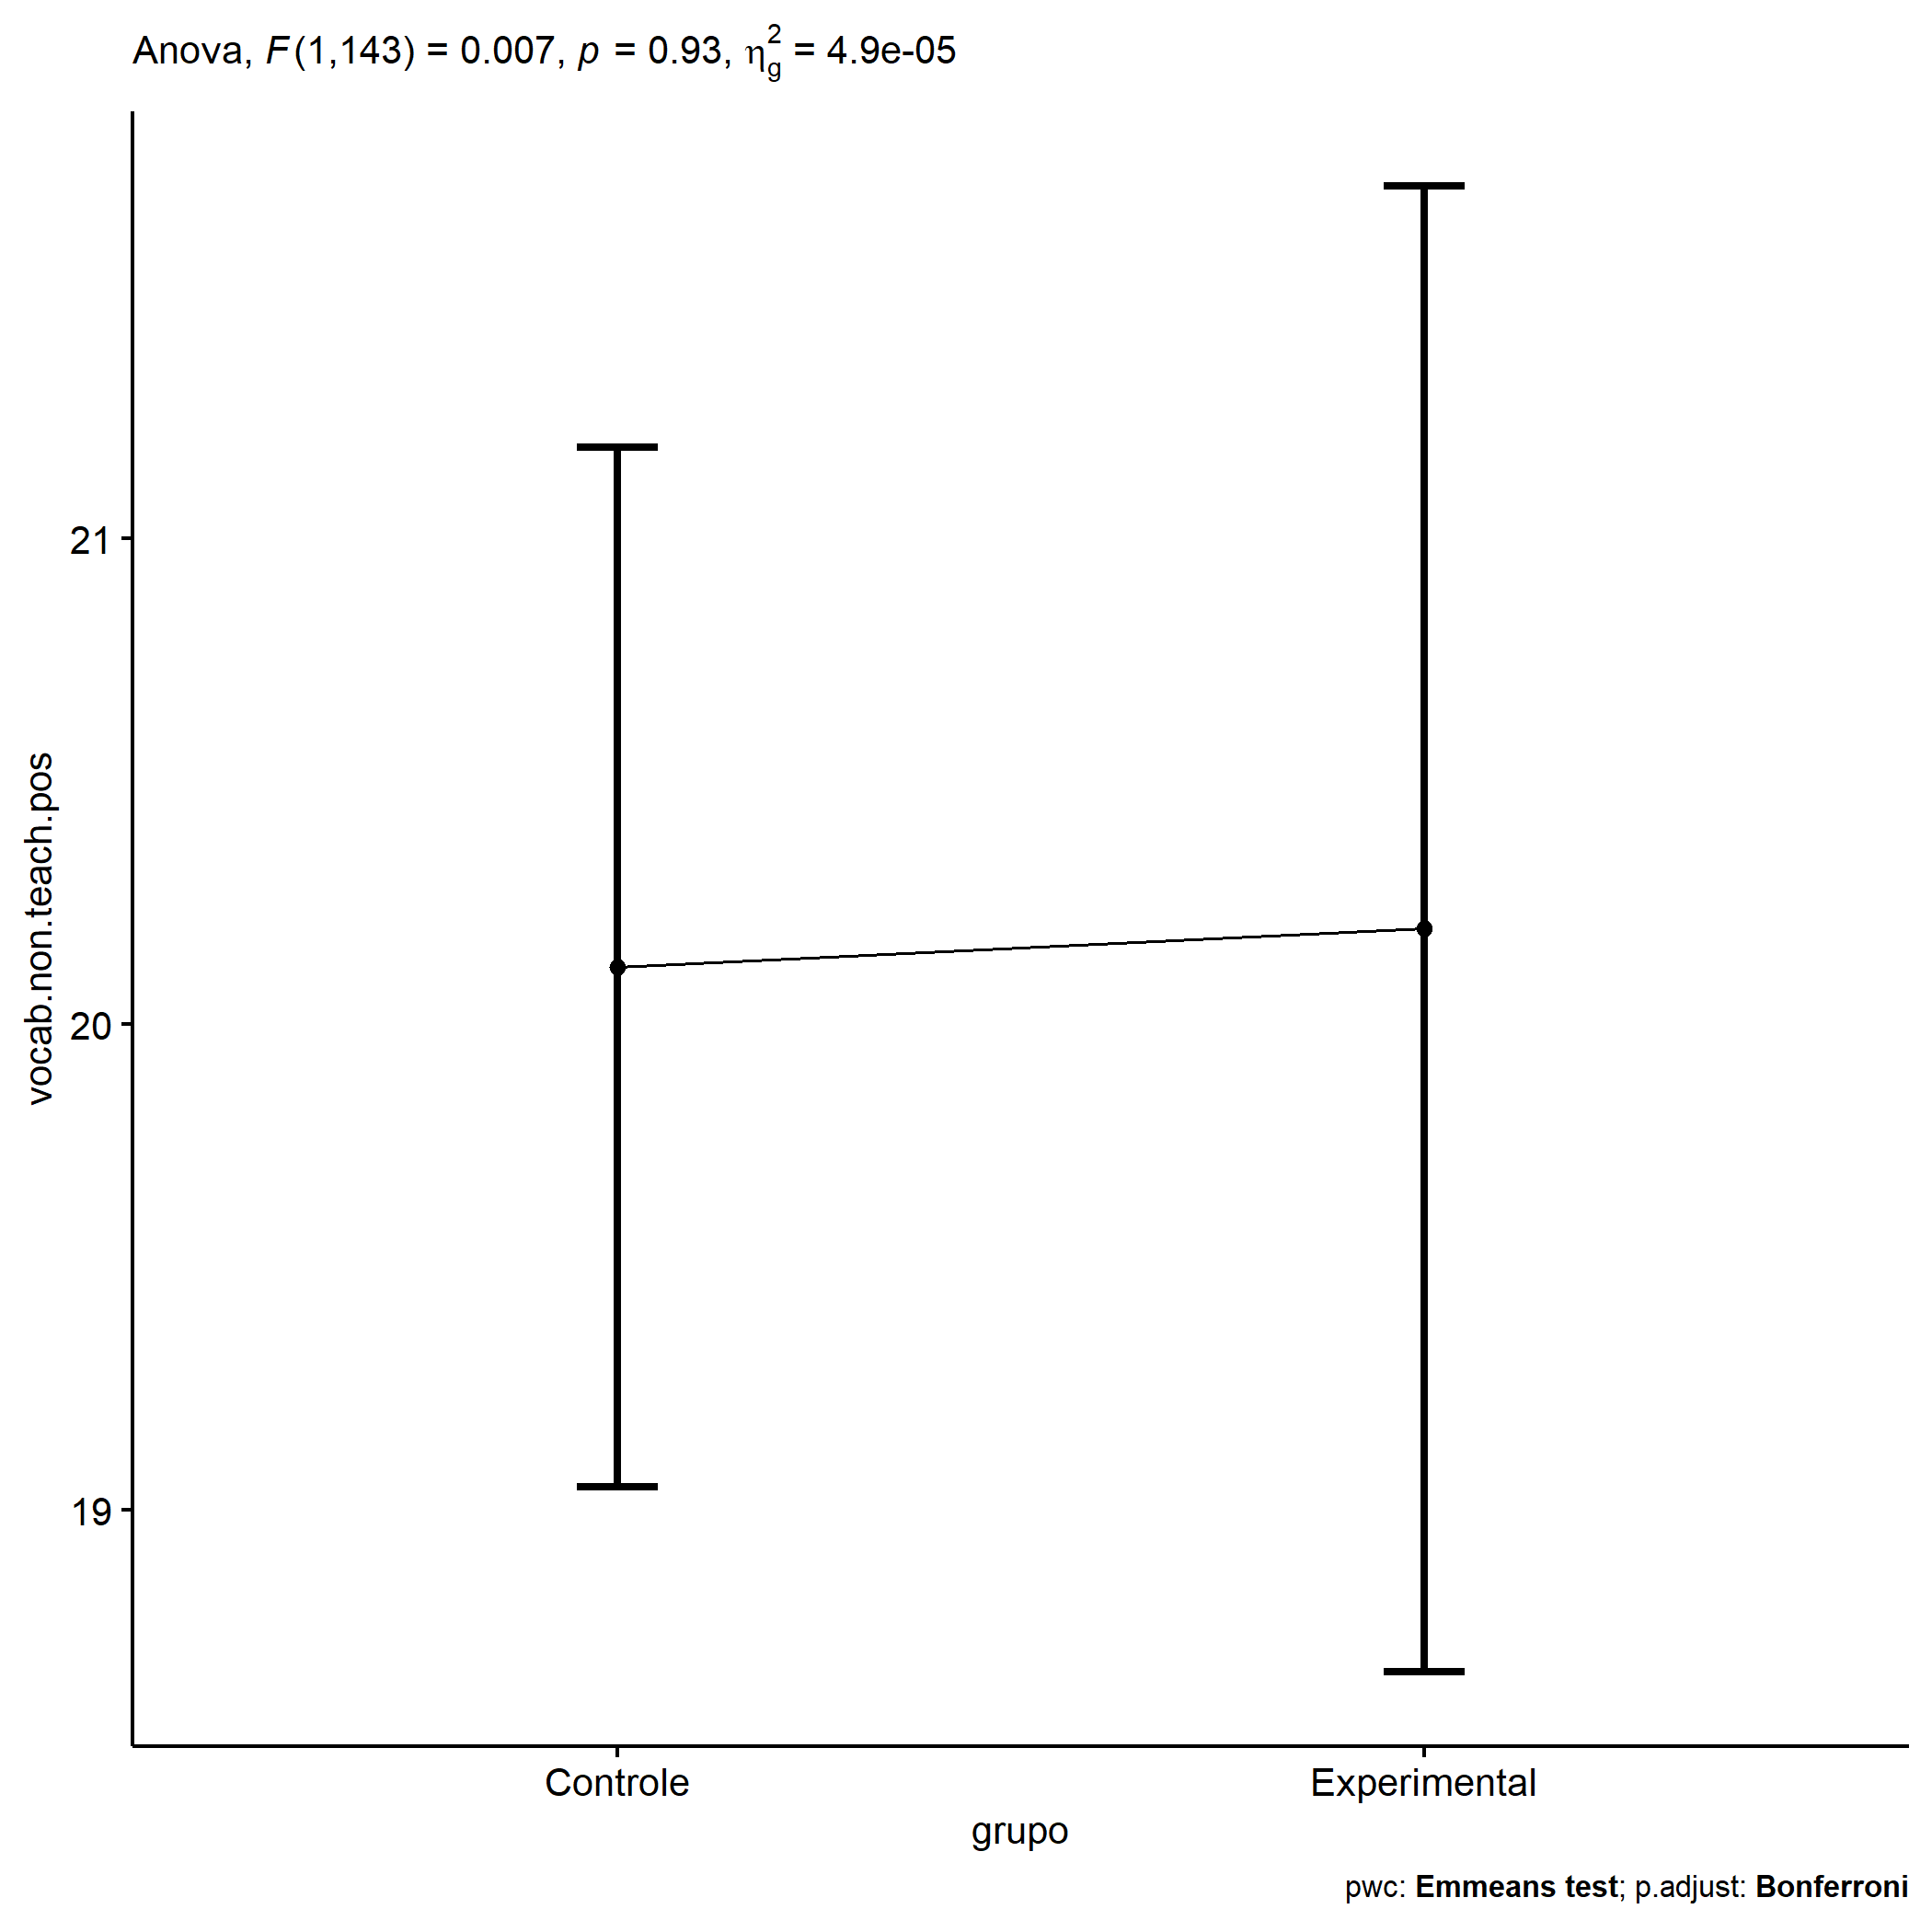 Anova, F(1,143) = 0.007, p = 0.93, η²g = 4.9e-05
vocab.non.teach.pos
21
20
19
Controle Experimental
grupo
pwc: Emmeans test; p.adjust: Bonferroni